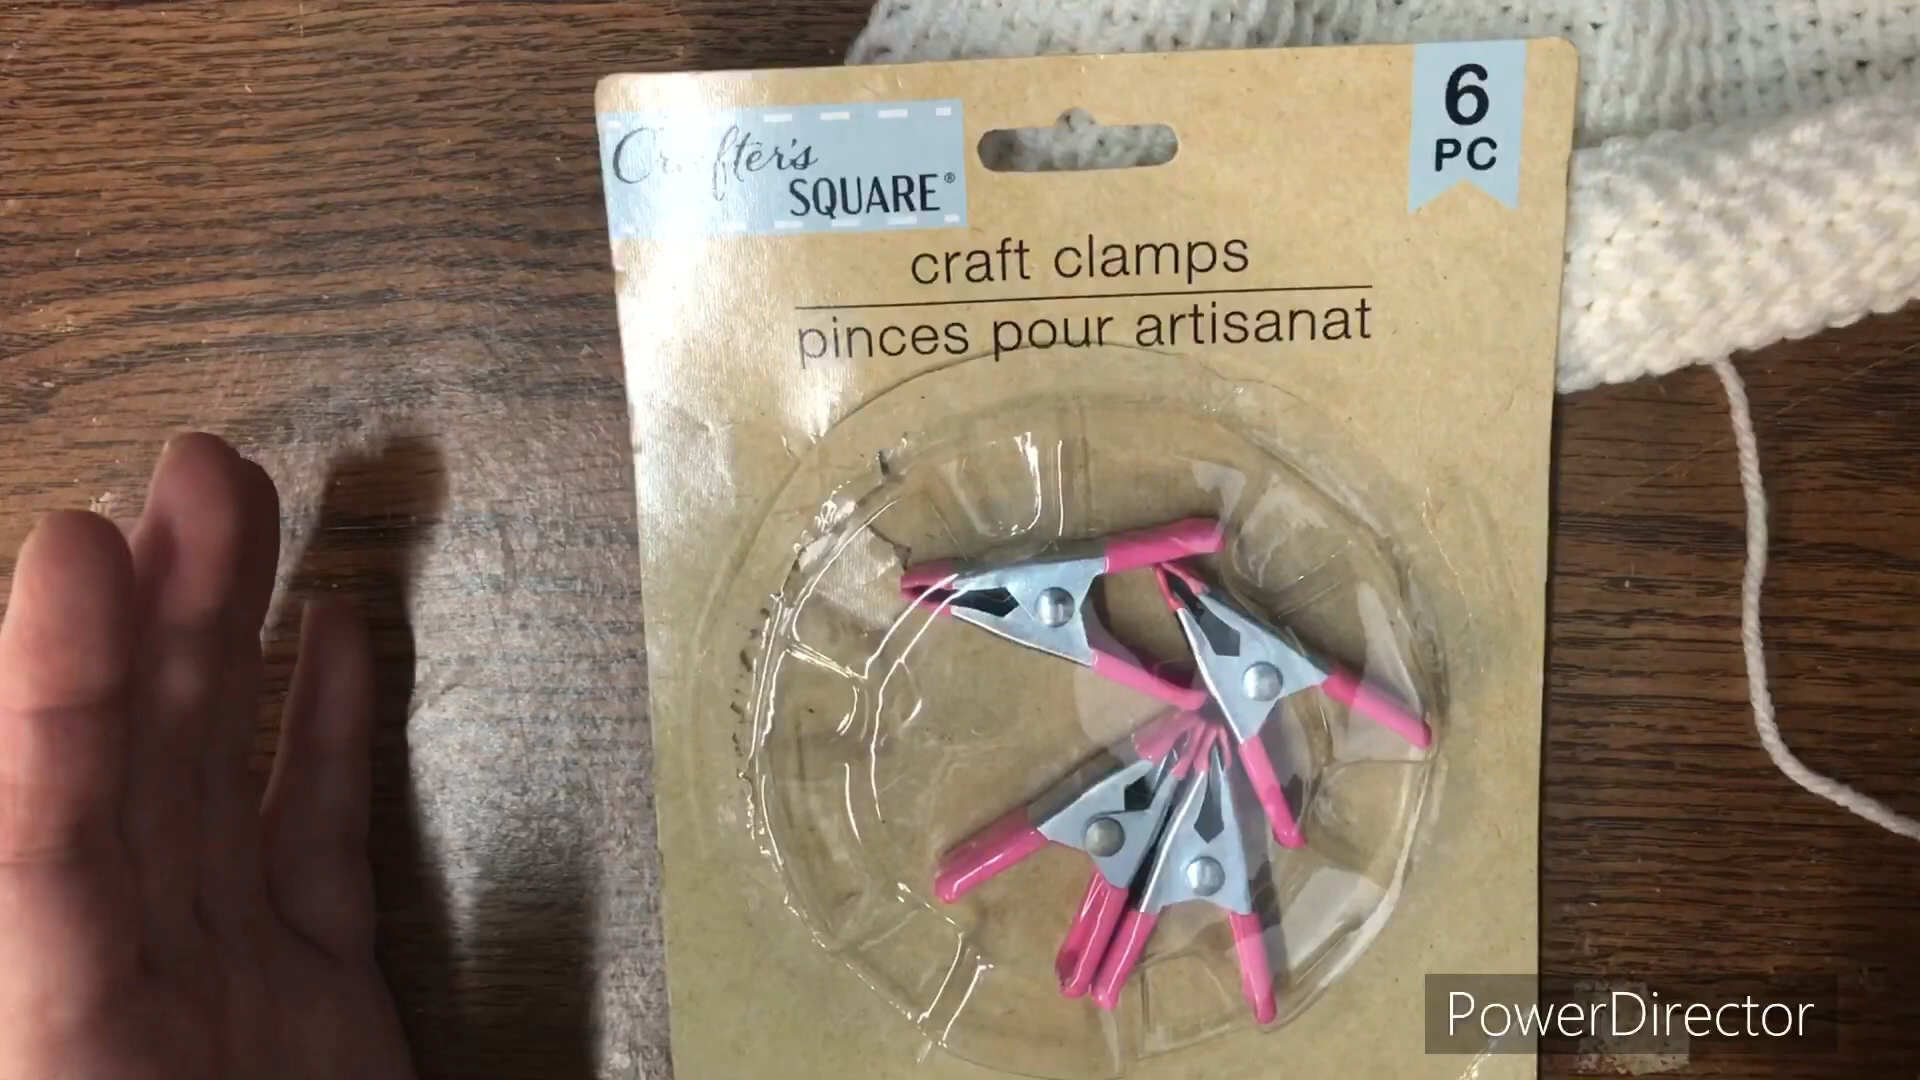 Crafter's
SQUARE®
6
PC
craft clamps
pinces pour artisanat
PowerDirector